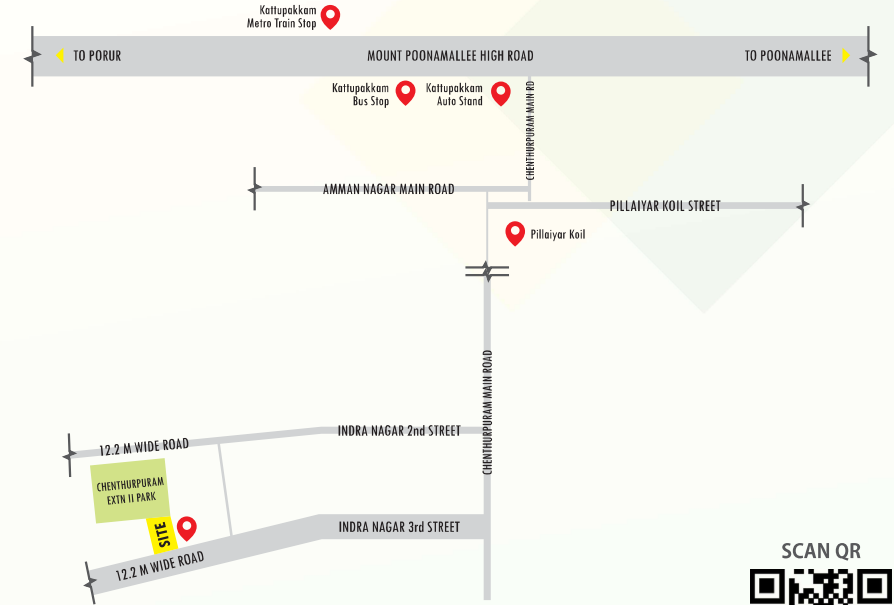 Kattupakkam
Metro Train Stop
TO PORUR
MOUNT POONAMALLEE HIGH ROAD
TO POONAMALLEE
Kattupakkam
Bus Stop
Kattupakkam
Auto Stand
CHENTHURPURAM MAIN RD
AMMAN NAGAR MAIN ROAD
PILLAIYAR KOIL STREET
Pillaiyar Koil
CHENTHURPURAM MAIN ROAD
INDRA NAGAR 2nd STREET
12.2 M WIDE ROAD
CHENTHURPURAM
EXTN II PARK
SITE
INDRA NAGAR 3rd STREET
12.2 M WIDE ROAD
SCAN QR